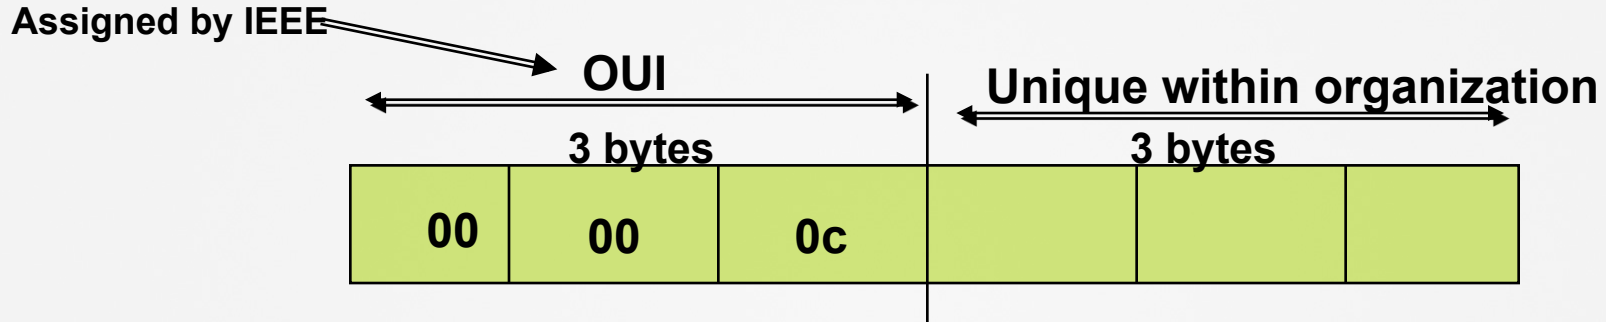 Assigned by IEEE
OUI
Unique within organization
3 bytes
3 bytes
00 00 0c